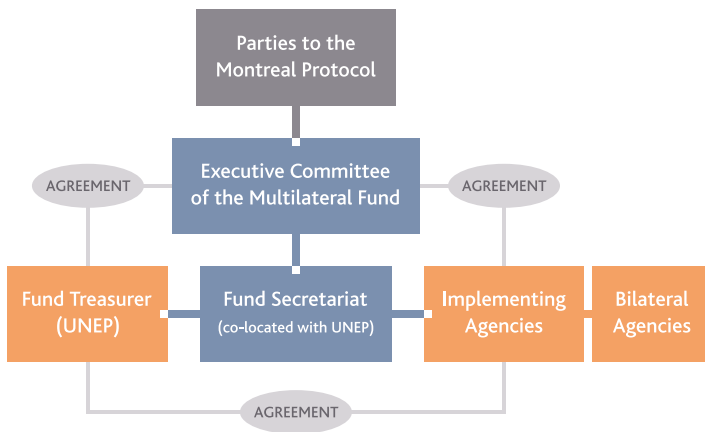 Parties to the
Montreal Protocol
Executive Committee
of the Multilateral Fund
AGREEMENT
AGREEMENT
Fund Treasurer
(UNEP)
Fund Secretariat
(co-located with UNEP)
Implementing
Agencies
Bilateral
Agencies
AGREEMENT